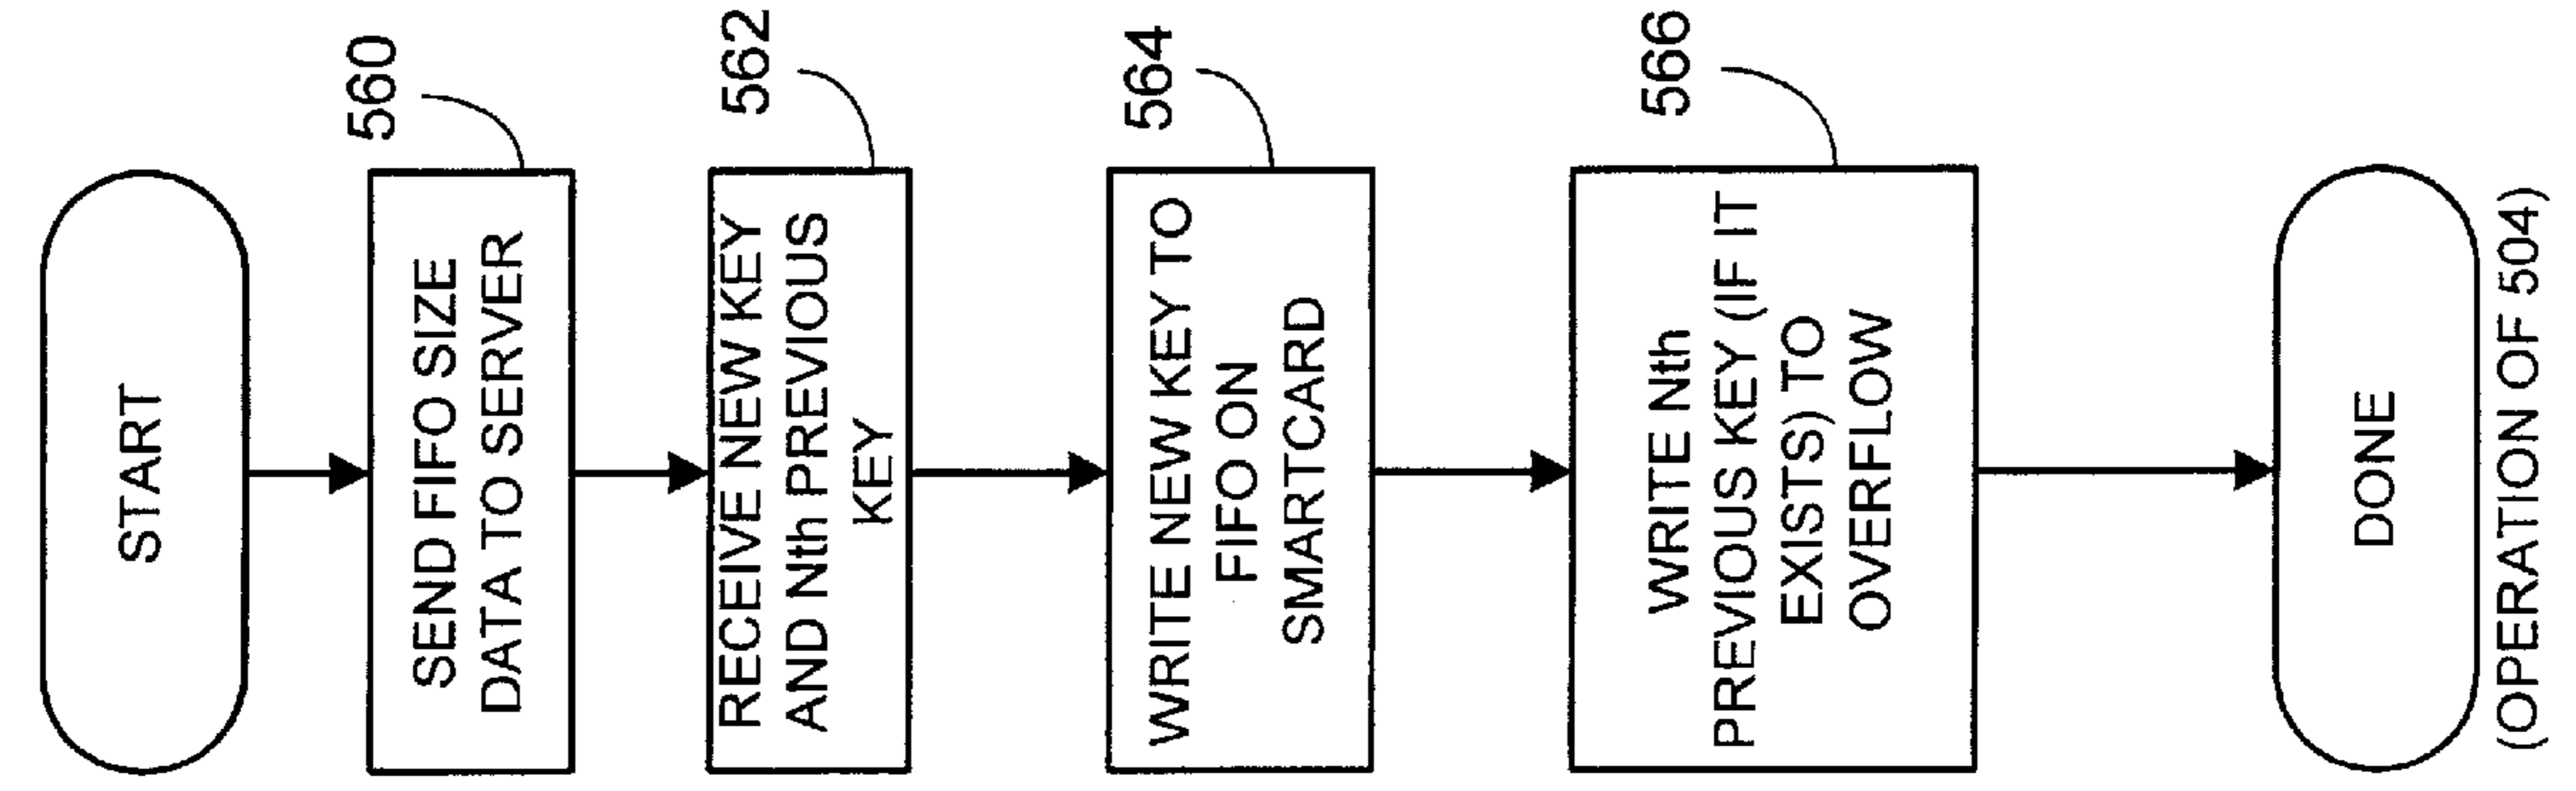 START
560
SEND FIFO SIZE
DATA TO SERVER
562
RECEIVE NEW KEY
AND Nth PREVIOUS
KEY
564
WRITE NEW KEY TO
FIFO ON
SMARTCARD
566
WRITE Nth
PREVIOUS KEY (IF IT
EXISTS) TO
OVERFLOW
DONE
(OPERATION OF 504)